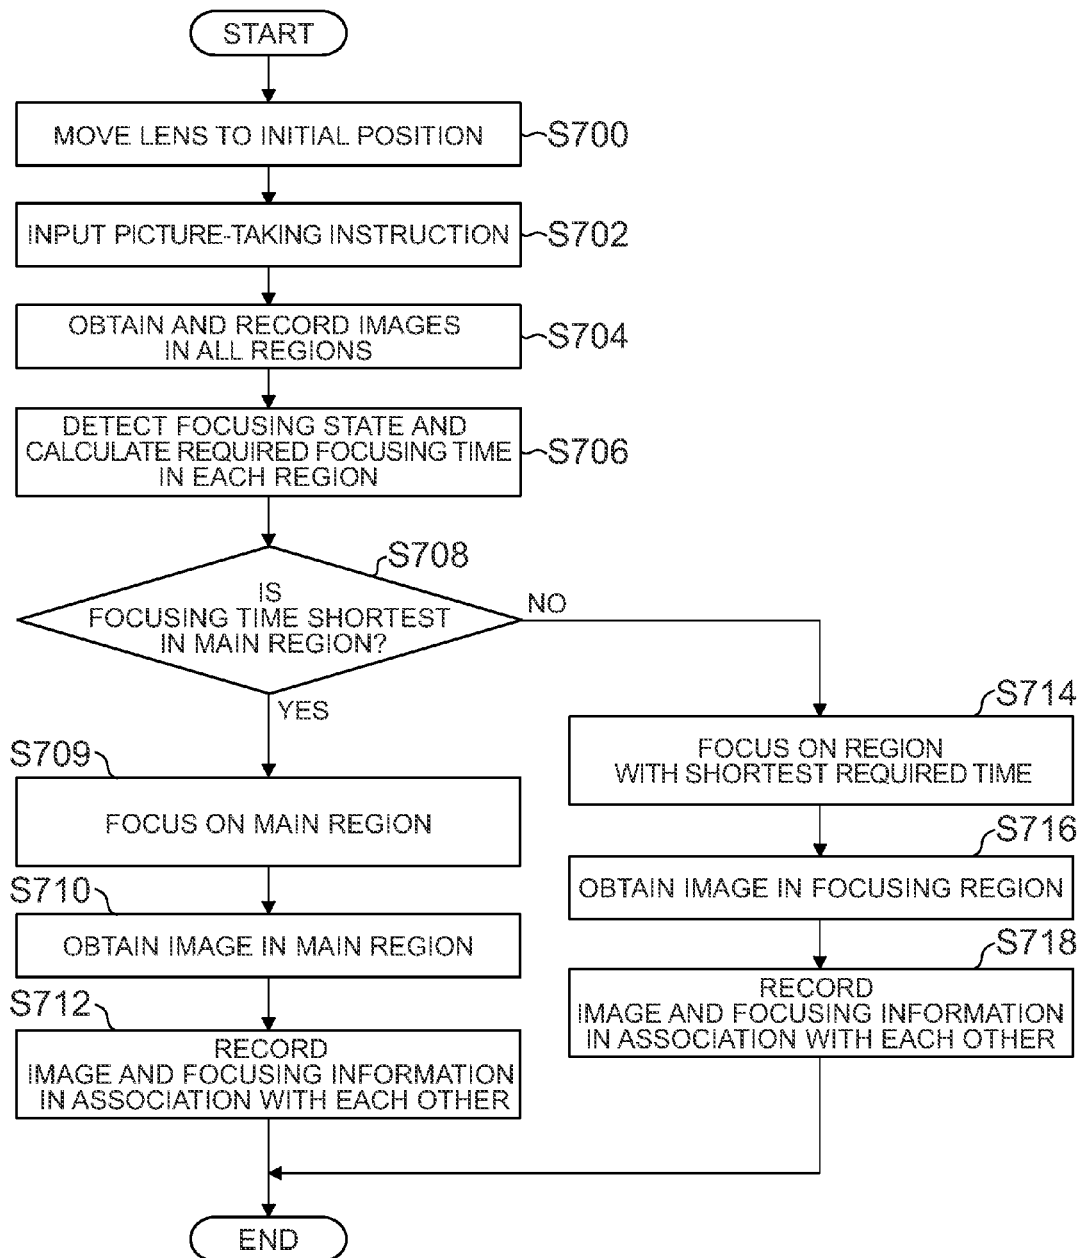 START
MOVE LENS TO INITIAL POSITION
S700
INPUT PICTURE-TAKING INSTRUCTION
S702
OBTAIN AND RECORD IMAGES
IN ALL REGIONS
S704
DETECT FOCUSING STATE AND
CALCULATE REQUIRED FOCUSING TIME
IN EACH REGION
S706
S708
IS
FOCUSING TIME SHORTEST
IN MAIN REGION?
NO
YES
S709
FOCUS ON MAIN REGION
S710
OBTAIN IMAGE IN MAIN REGION
S712
RECORD
IMAGE AND FOCUSING INFORMATION
IN ASSOCIATION WITH EACH OTHER
S714
FOCUS ON REGION
WITH SHORTEST REQUIRED TIME
S716
OBTAIN IMAGE IN FOCUSING REGION
S718
RECORD
IMAGE AND FOCUSING INFORMATION
IN ASSOCIATION WITH EACH OTHER
END